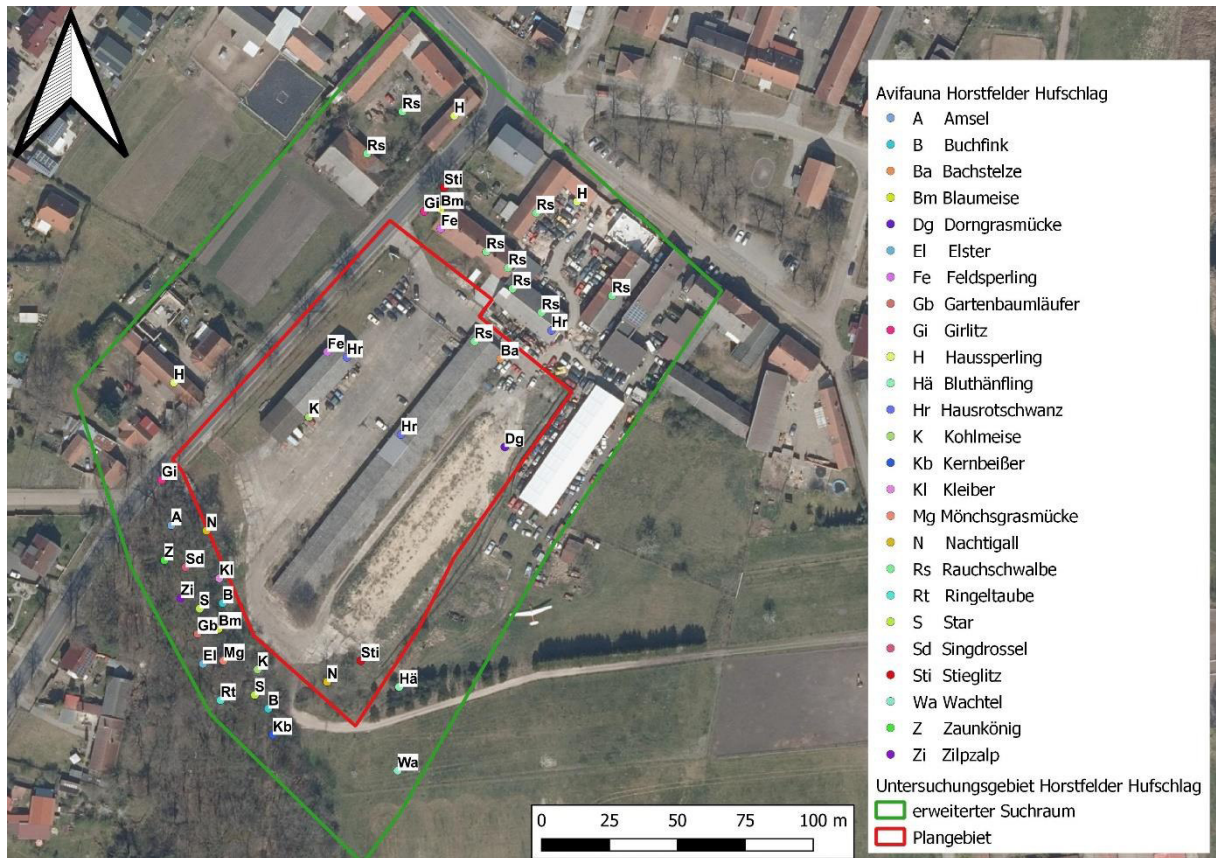 Rs
H
Rs
Sti
Bm
Gi
Fe
Rs
H
Rs
Rs
Rs
Rs
Rs
Hr
Rs
Ba
Fe
Hr
H
K
Hr
Dg
Gi
A
N
Z
Sd
Kl
Zi
S
B
Gb
Bm
El
Mg
K
Sti
N
Hä
Rt
S
B
Kb
Wa
Avifauna Horstfelder Hufschlag
A Amsel
B Buchfink
Ba Bachstelze
Bm Blaumeise
Dg Dorngrasmücke
El Elster
Fe Feldsperling
Gb Gartenbaumläufer
Gi Girlitz
H Haussperling
Hä Bluthänfling
Hr Hausrotschwanz
K Kohlmeise
Kb Kernbeißer
Kl Kleiber
Mg Mönchsgrasmücke
N Nachtigall
Rs Rauchschwalbe
Rt Ringeltaube
S Star
Sd Singdrossel
Sti Stieglitz
Wa Wachtel
Z Zaunkönig
Zi Zilpzalp
Untersuchungsgebiet Horstfelder Hufschlag
erweiterter Suchraum
Plangebiet
0 25 50 75 100 m